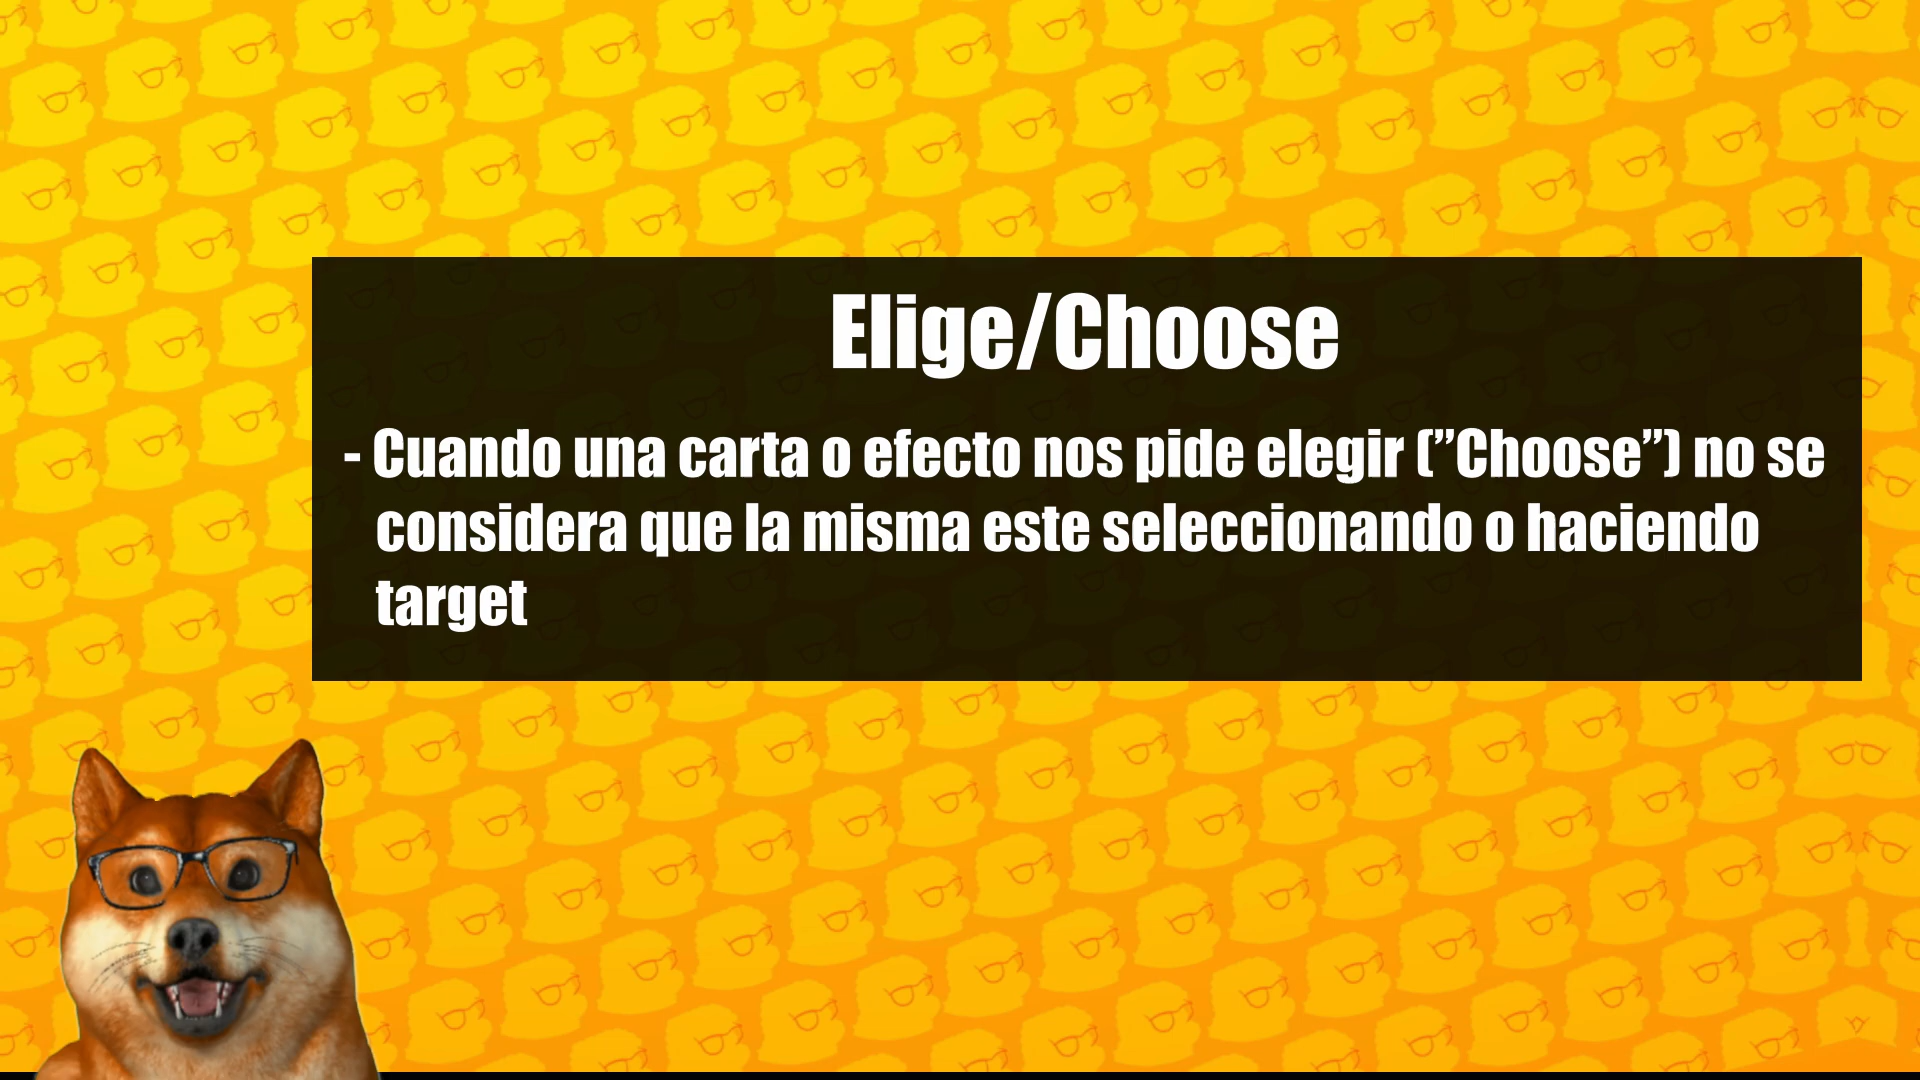 Elige/Choose
- Cuando una carta o efecto nos pide elegir (”Choose”) no se
considera que la misma este seleccionando o haciendo
target